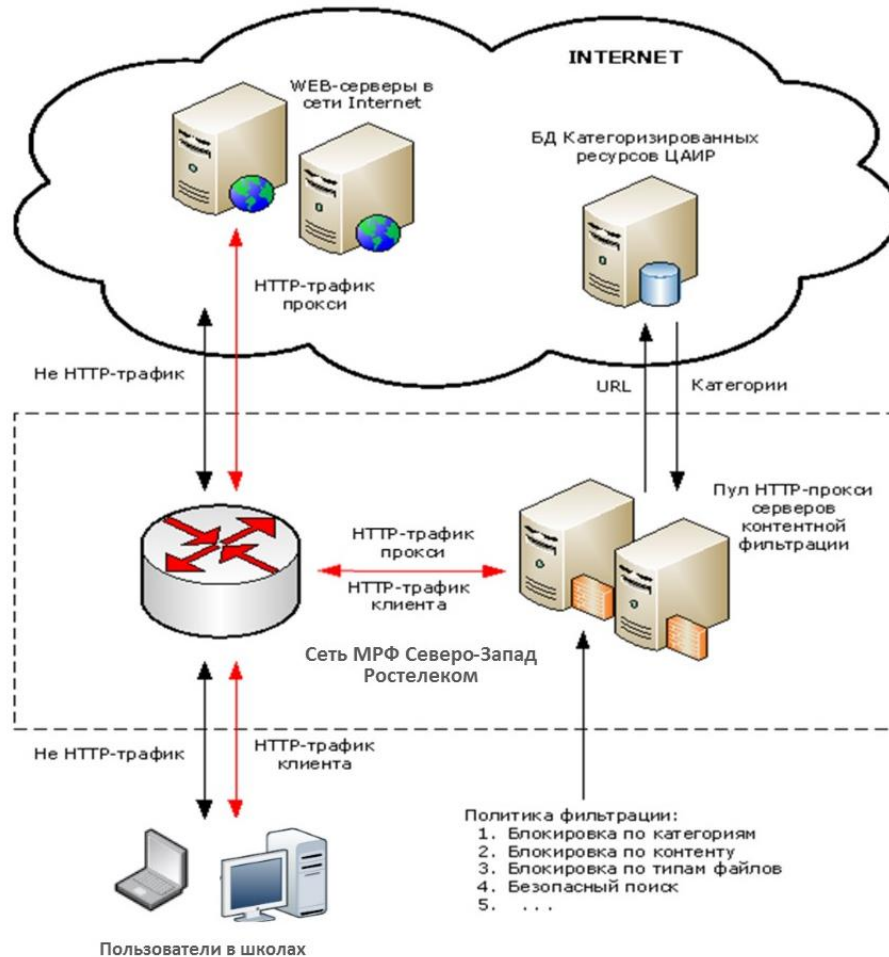 INTERNET
WEB-серверы в
сети Internet
БД Категоризированных
ресурсов ЦАИР
HTTP-трафик
прокси
Не HTTP-трафик
URL
Категории
Пул HTTP-прокси
серверов
контентной
фильтрации
HTTP-трафик
прокси
HTTP-трафик
клиента
Сеть МРФ Северо-Запад
Ростелеком
Не HTTP-трафик
HTTP-трафик
клиента
Политика фильтрации:
1. Блокировка по категориям
2. Блокировка по контенту
3. Блокировка по типам файлов
4. Безопасный поиск
5. ...
Пользователи в школах